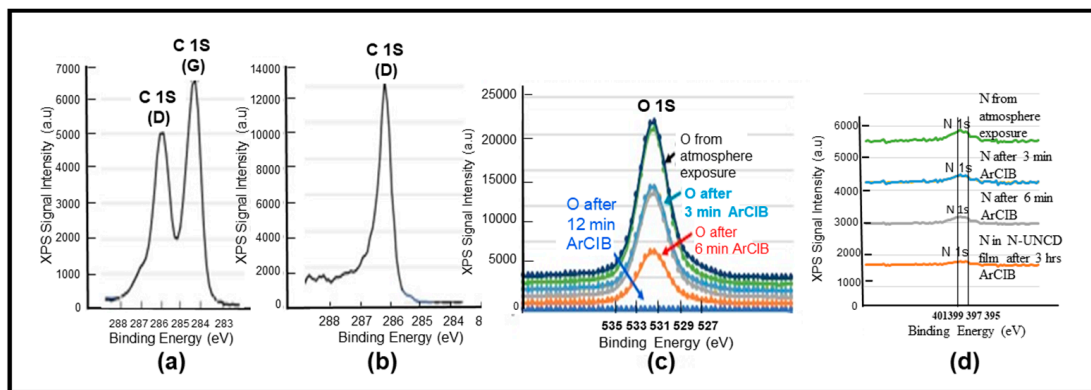 C 1S
(G)
C 1S
(D)
7000
6000
5000
4000
3000
2000
1000
0
XPS Signal Intensity (a.u)
288 287 286 285 284 283
Binding Energy (eV)
(a)
C 1S
(D)
14000
12000
10000
8000
6000
4000
2000
0
XPS Signal Intensity (a.u)
288 287 286 285 284 8
Binding Energy (eV)
(b)
25000
20000
15000
10000
5000
0
XPS Signal Intensity (a.u)
O 1S
O from
atmosphere
exposure
O after
3 min ArCIB
O after
6 min ArCIB
O after
12 min
ArCIB
535 533 531 529 527
Binding Energy (eV)
(c)
6000
5000
4000
3000
2000
1000
0
XPS Signal Intensity (a.u)
N 1s
N from
atmosphere
exposure
N 1s
N after 3 min
ArCIB
N 1s
N after 6 min
ArCIB
N 1s
N in N-UNCD
film after 3 hrs
ArCIB
401399 397 395
Binding Energy (eV)
(d)